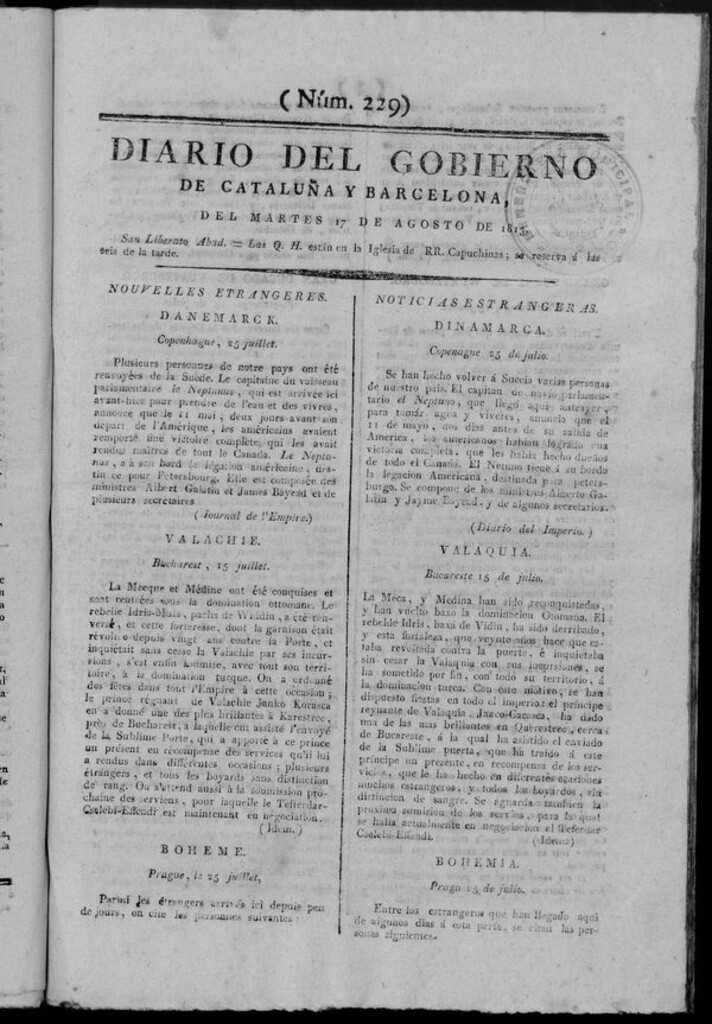 ( Núm. 229)
DIARIO DEL GOBIERNO
DE CATALUÑA Y BARCELONA,
DEL MARTES 17 DE AGOSTO DE 1813.
San Liberato Abad. = Las Q. H. están en la Iglesia de RR. Capuchinas; se reserva á las
seis de la tarde.
NOUVELLES ETRANGERES.
DANEMARCK.
Copenhague, 25 juillet.
Plusieurs personnes de notre pays ont été
renvoyées de la Suède. Le capitaine du vaisseau
parlementaire le Neptunus, qui est arrivée ici
avant-hier pour prendre de l'eau et des vivres,
annonce que le 11 mai, deux jours avant son
départ de l'Amérique, les américains avaient
remporté une victoire complète, qui les avait
rendus maîtres de tout le Canada. Le Neptu-
nus, a à son bord la légation américaine, des-
tinée pour Petersbourg. Elle est composée des
ministres Albert Galatin et James Bayead et de
plusieurs secrétaires
( Journal de l'Empire.)
VALACHIE.
Bucharest, 15 juillet.
La Mecque et Médine ont été conquises et
sont rentrées sous la domination ottomane. Le
rebelle Idris-Mula, pacha de Widdin, a été ren-
versé, et cette forteresse, dont la garnison était
révoltée depuis vingt ans contre la Porte, et
inquiétait sans cesse la Valachie par ses incur-
sions, s'est enfin soumise, avec tout son terri-
toire, à la domination turque. On a ordonné
des fêtes dans tout l'Empire à cette occasion;
le prince régnant de Valachie Janko Korasca
en a donné une des plus brillantes à Karestree,
près de Bucharest, à laquelle ont assisté l'envoyé
de la Sublime-Porte, qui a apporté à ce prince
un présent en récompense des services qu'il lui
a rendus dans différentes occasions; plusieurs
étrangers, et tous les boyards sans distinction
de rang. On s'attend aussi à la soumission pro-
chaine des serviens, pour laquelle le Tefterdar-
Cselebi-Effendi est maintenant en négociation.
(Idem.)
BOHEME.
Prague, le 25 juillet,
Parmi les étrangers arrivés ici depuis peu
de jours, on cite les personnes suivantes:
NOTICIAS ESTRANGERAS.
DINAMARCA.
Copenague 25 de julio.
Se han hecho volver á Suecia varias personas
de nuestro país. El capitan de navío parlamen-
tario el Neptuno, que llegó aquí anteayer,
para tomar agua y viveres, anuncia que el
11 de mayo, dos dias antes de su salida de
America, los americanos habian logrado una
victoria completa, que les habia hecho dueños
de todo el Canadá. El Netuno tiene á su bordo
la legacion Americana, destinada para peters-
burgo. Se compone de los ministros Alberto Ga-
latin y Jayme Bayead, y de algunos secretarios.
(Diario del Imperio.)
VALAQUIA.
Bucareste 15 de julio.
La Meca, y Medina han sido reconquistadas,
y han vuelto baxo la dominacion Otomana. El
rebelde Idris, baxá de Vidin, ha sido derribado,
y esta fortaleza, que veynte años hace que es-
taba revoltada contra la puerta, é inquietaba
sin cesar la Valaquia con sus incursiones, se
ha sometido por fin, con todo su territorio, á
la dominacion turca. Con este motivo, se han
dispuesto fiestas en todo el imperio: el príncipe
reynante de Valaquia, ha dado
una de las mas brillantes en Querestree, cerca
de Bucareste, á la qual ha asistido el enviado
de la Sublime puerta, que ha traído á este
príncipe un presente, en recompensa de los ser-
vicios, que le ha hecho en diferentes ocasiones
muchos estrangeros, y todos los boyardos, sin
distincion de sangre. Se aguarda tambien la
proxima sumision de los servios, para la qual
se halla actualmente en negociacion el Tefterdar
Cselebi-Effendi. (Idem)
BOHEMIA.
Praga 25 de julio.
Entre los estrangeros que han llegado aqui
de algunos dias á esta parte, se citan las per-
sonas siguientes.